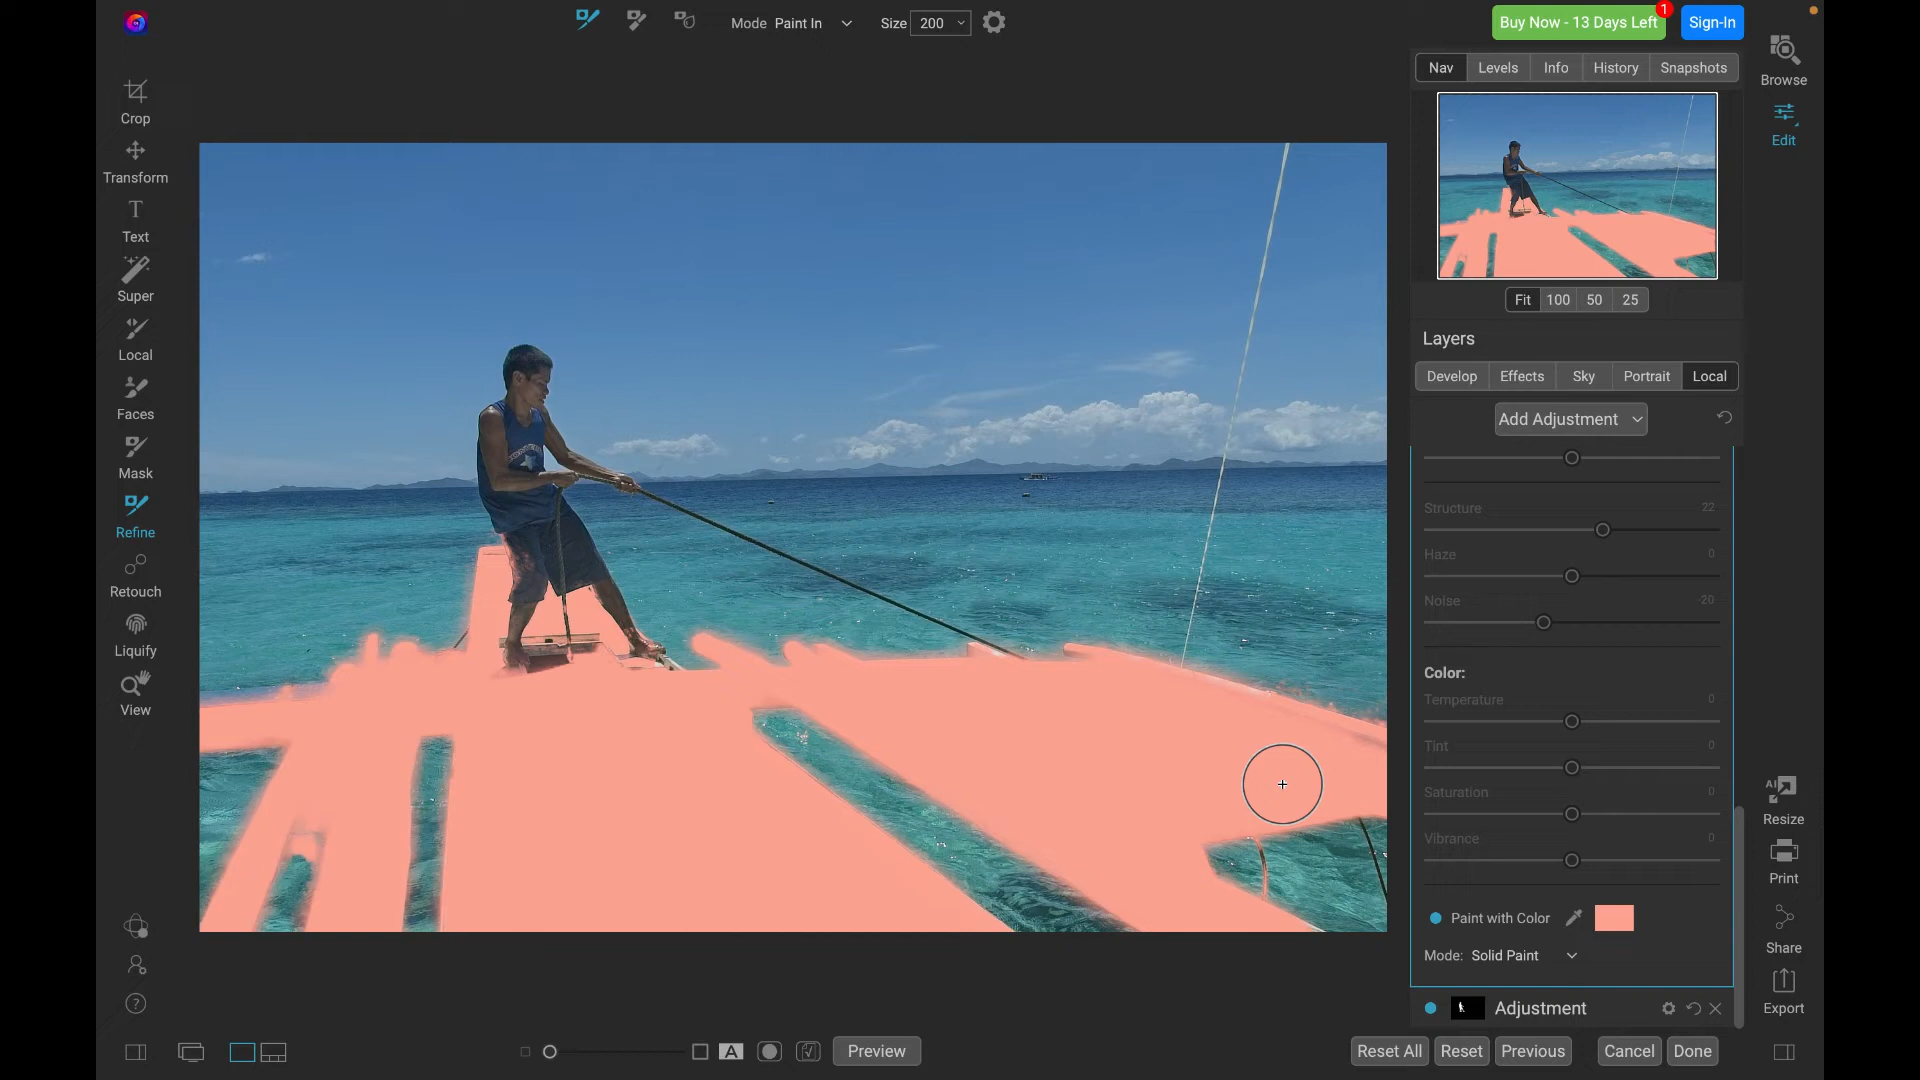 Mode Paint In
Size 200
Buy Now - 13 Days Left
1
Sign-In
Crop
Transform
Text
Super
Local
Faces
Mask
Refine
Retouch
Liquify
View
Nav
Levels
Info
History
Snapshots
Browse
Edit
Fit
100
50
25
Layers
Develop
Effects
Sky
Portrait
Local
Add Adjustment
Structure 22
Haze 0
Noise -20
Color:
Temperature 0
Tint 0
Saturation 0
Vibrance 0
Paint with Color
Mode: Solid Paint
Adjustment
AI
Resize
Print
Share
Export
?
A
Preview
Reset All
Reset
Previous
Cancel
Done